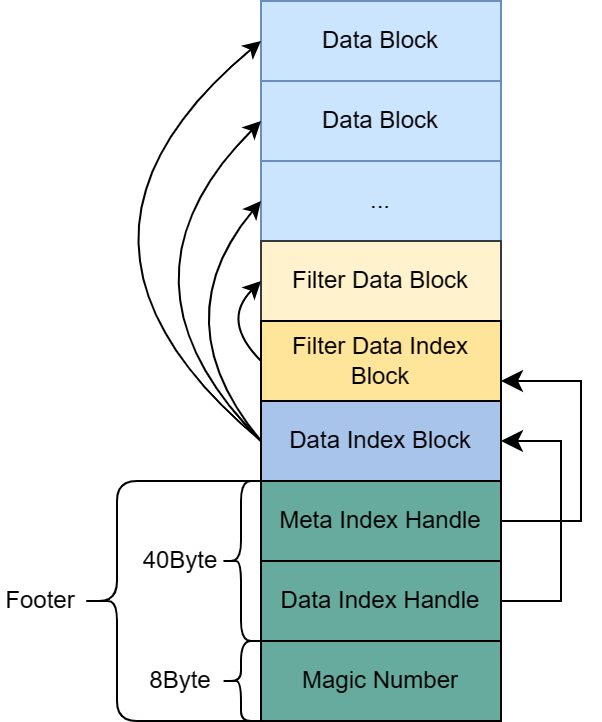 Data Block
Data Block
...
Filter Data Block
Filter Data Index
Block
Data Index Block
Meta Index Handle
40Byte
Footer
Data Index Handle
8Byte
Magic Number